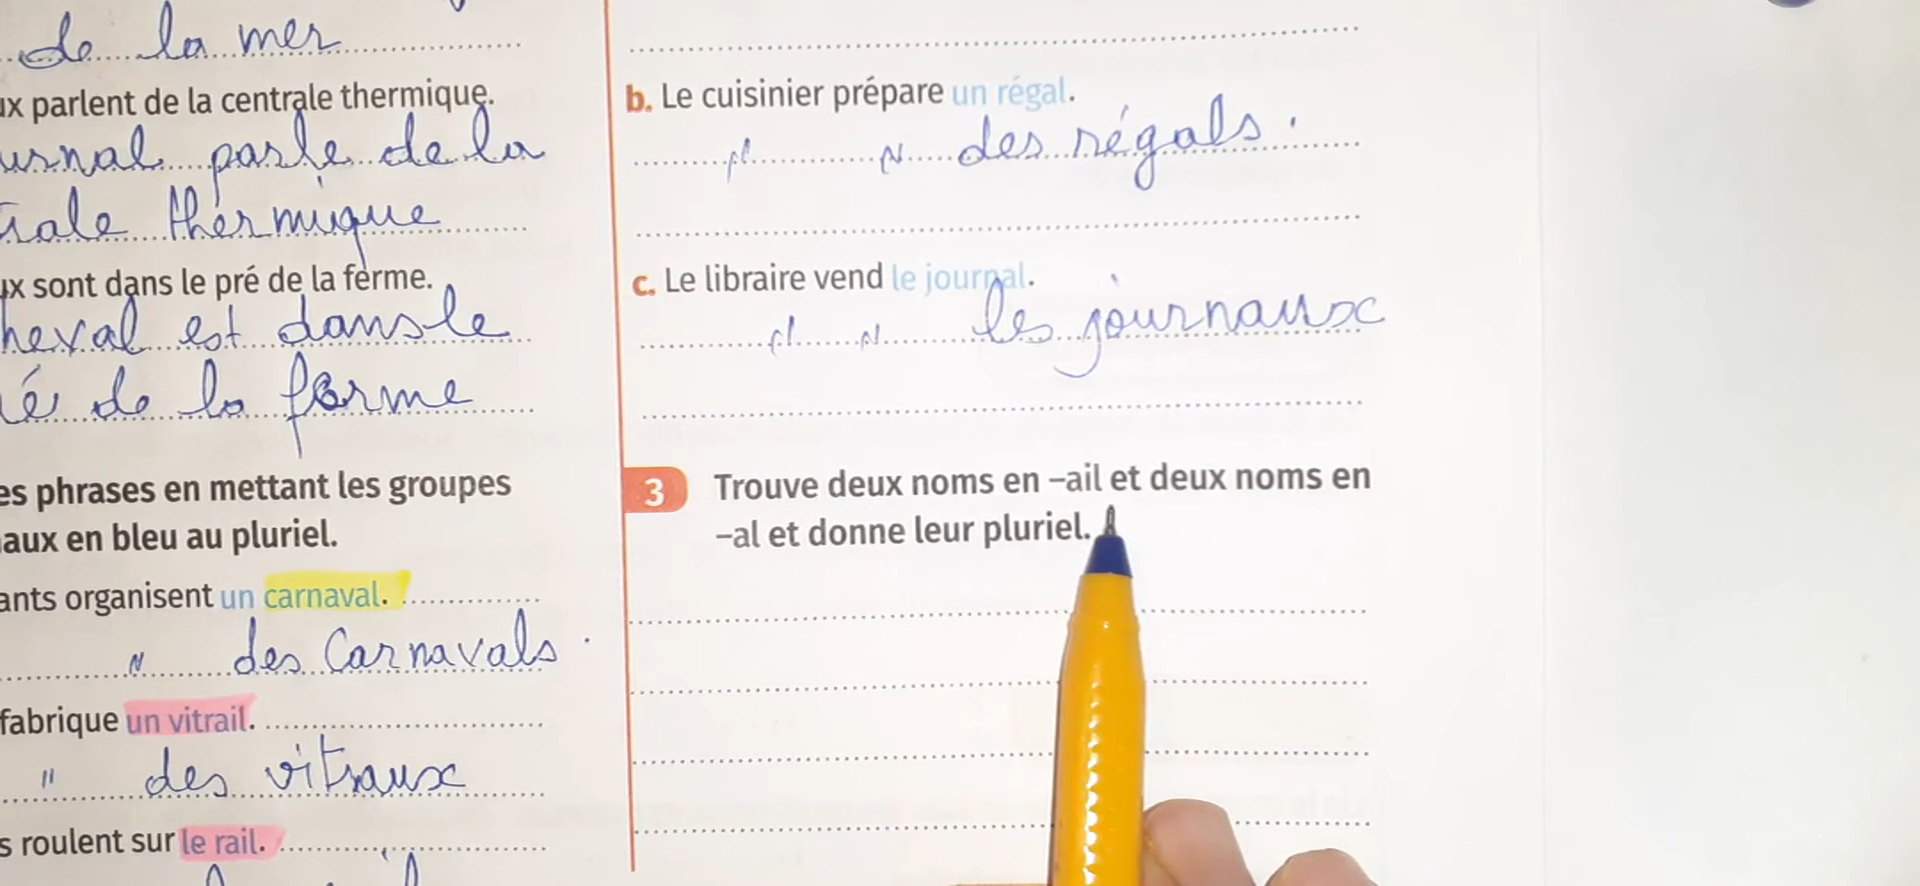 de la mer
ux parlent de la centrale thermique.
urnal parle de la
rale thermique
ux sont dans le pré de la ferme.
heval est dans le
é de la ferme
es phrases en mettant les groupes
aux en bleu au pluriel.
ants organisent un carnaval.
" des Carnavals.
fabrique un vitrail.
" des vitraux
s roulent sur le rail.
b. Le cuisinier prépare un régal.
" " des régals.
c. Le libraire vend le journal.
" " les journaux
3 Trouve deux noms en –ail et deux noms en
–al et donne leur pluriel.